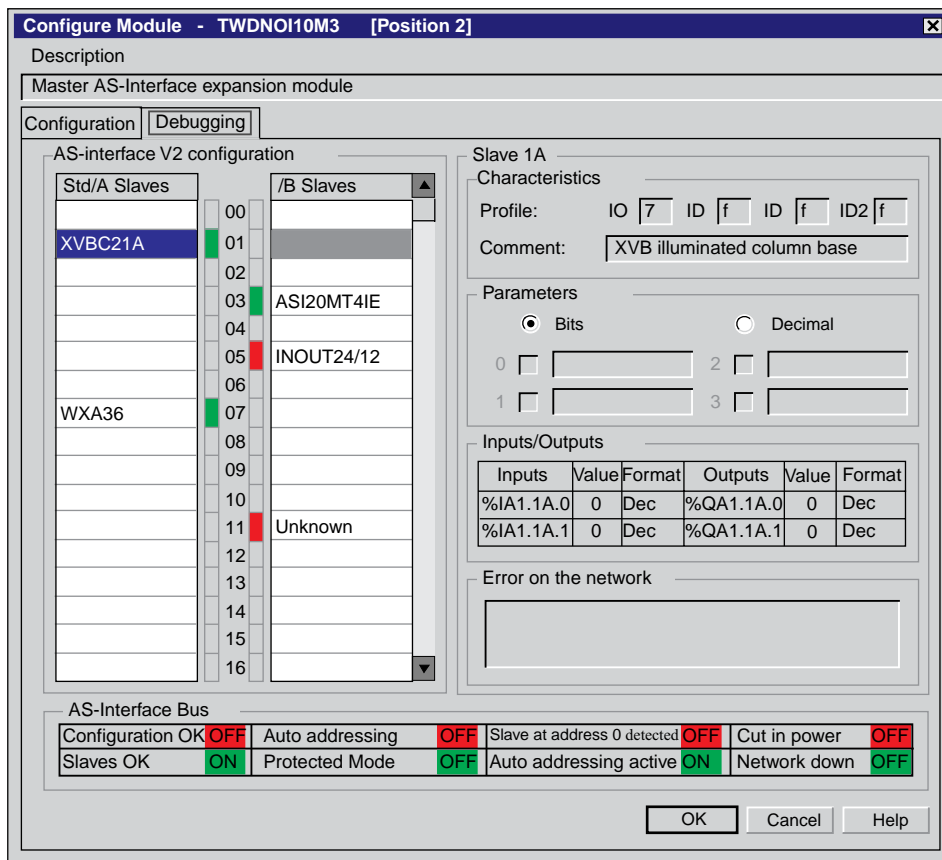 Configure Module - TWDNOI10M3 [Position 2]
Description
Master AS-Interface expansion module
Configuration Debugging
AS-interface V2 configuration
Std/A Slaves /B Slaves
00
XVBC21A 01
02
03 ASI20MT4IE
04
05 INOUT24/12
06
WXA36 07
08
09
10
11 Unknown
12
13
14
15
16
Slave 1A
Characteristics
Profile: IO 7 ID f ID f ID2 f
Comment: XVB illuminated column base
Parameters
Bits Decimal
0 2
1 3
Inputs/Outputs
Inputs Value Format Outputs Value Format
%IA1.1A.0 0 Dec %QA1.1A.0 0 Dec
%IA1.1A.1 0 Dec %QA1.1A.1 0 Dec
Error on the network
AS-Interface Bus
Configuration OK OFF Auto addressing OFF Slave at address 0 detected OFF Cut in power OFF
Slaves OK ON Protected Mode OFF Auto addressing active ON Network down OFF
OK Cancel Help